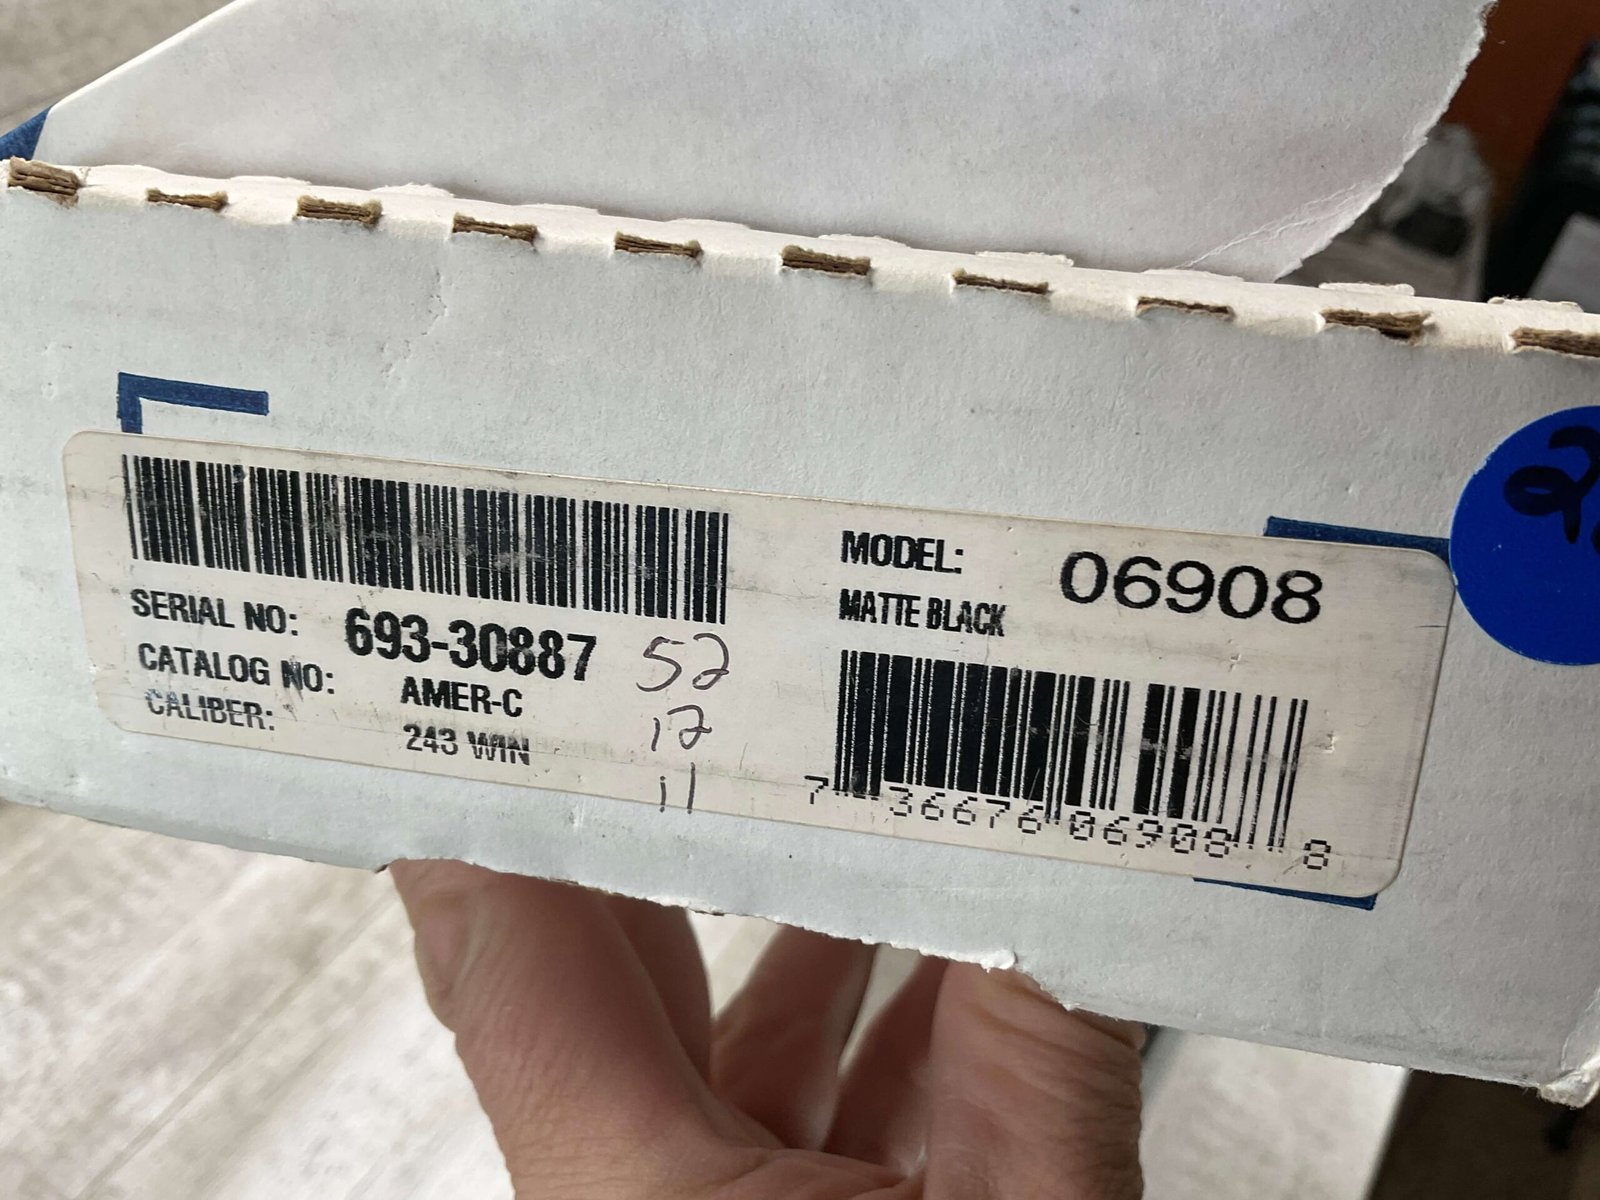 SERIAL NO: 693-30887
CATALOG NO: AMER-C
CALIBER: 243 WIN
52
12
11
MODEL: 06908
MATTE BLACK
7 36676 06908 8